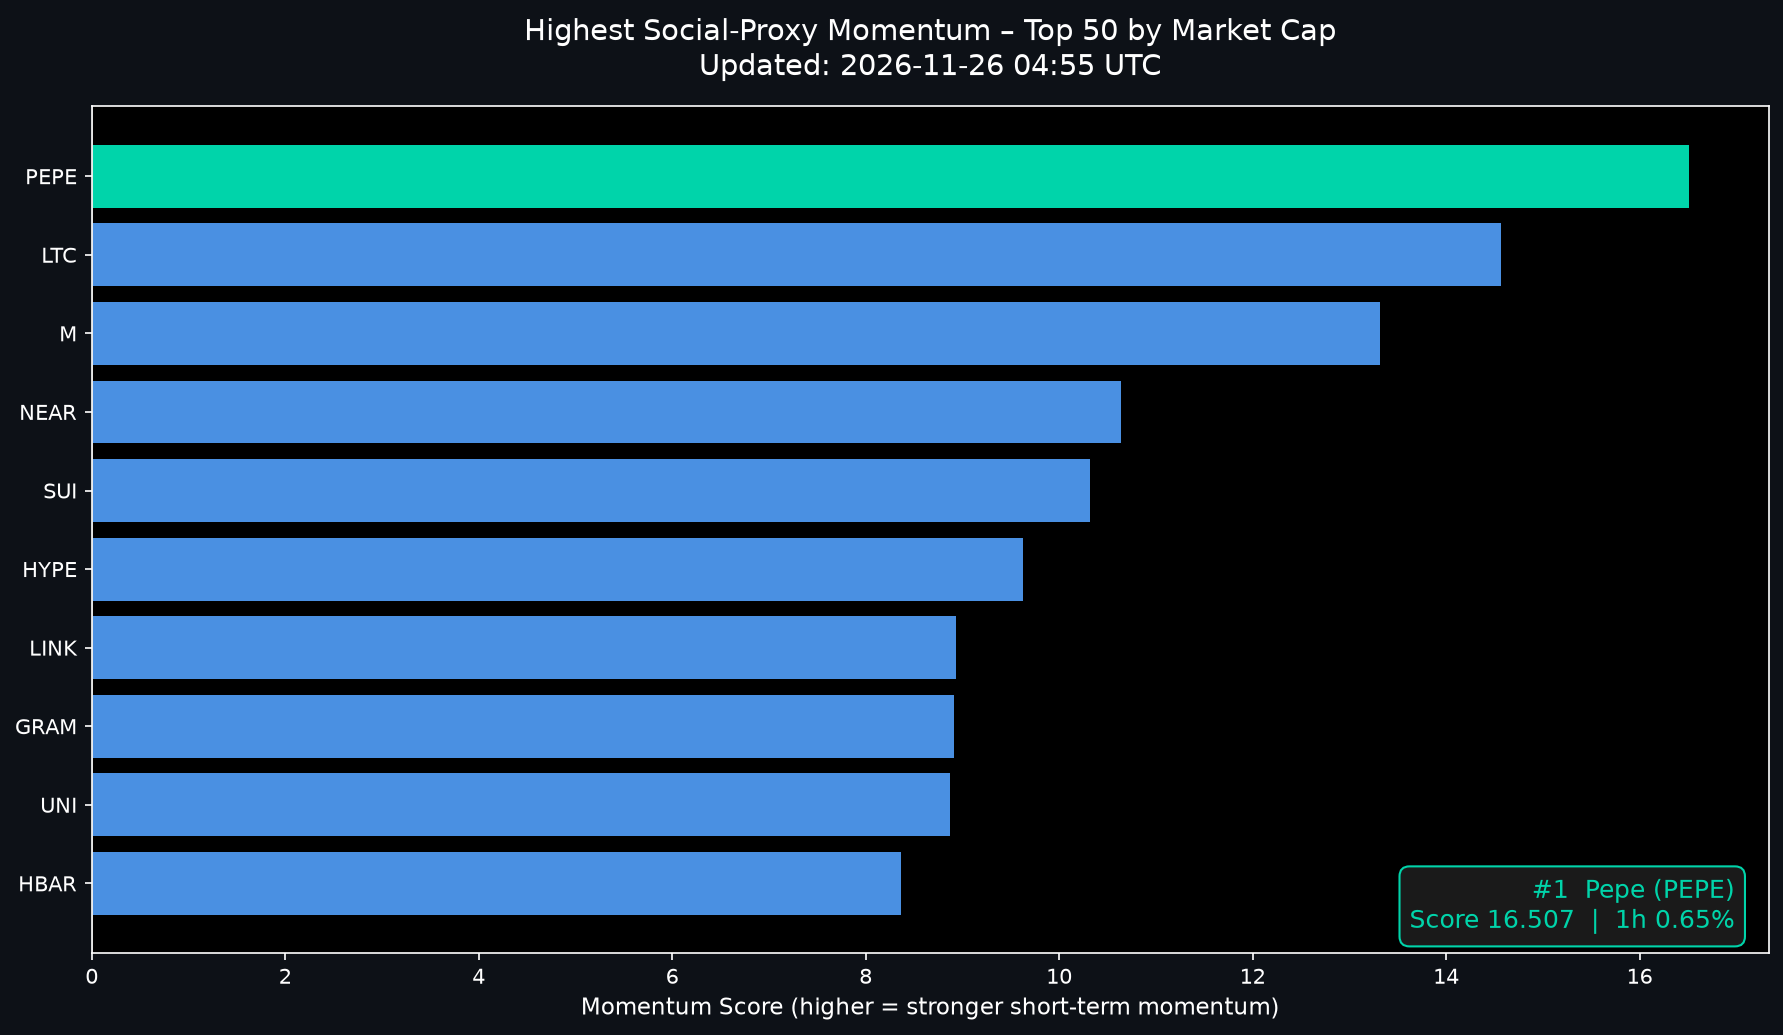 Highest Social-Proxy Momentum – Top 50 by Market Cap
Updated: 2026-11-26 04:55 UTC
PEPE
LTC
M
NEAR
SUI
HYPE
LINK
GRAM
UNI
HBAR
#1  Pepe (PEPE)
Score 16.507  |  1h 0.65%
0 2 4 6 8 10 12 14 16
Momentum Score (higher = stronger short-term momentum)